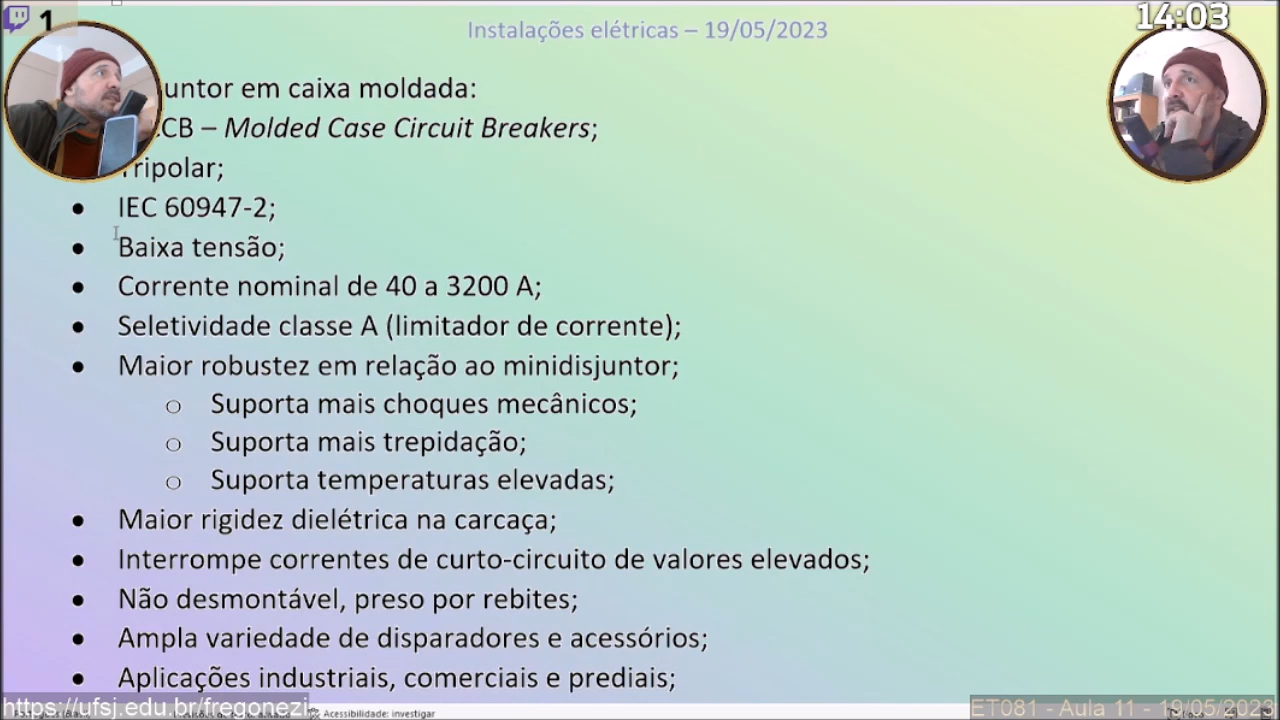 1
14:03
Instalações elétricas – 19/05/2023
untor em caixa moldada:
CB – Molded Case Circuit Breakers;
Tripolar;
• IEC 60947-2;
• Baixa tensão;
• Corrente nominal de 40 a 3200 A;
• Seletividade classe A (limitador de corrente);
• Maior robustez em relação ao minidisjuntor;
o Suporta mais choques mecânicos;
o Suporta mais trepidação;
o Suporta temperaturas elevadas;
• Maior rigidez dielétrica na carcaça;
• Interrompe correntes de curto-circuito de valores elevados;
• Não desmontável, preso por rebites;
• Ampla variedade de disparadores e acessórios;
• Aplicações industriais, comerciais e prediais;
https://ufsj.edu.br/fregonezi
Acessibilidade: investigar
ET081 - Aula 11 - 19/05/2023